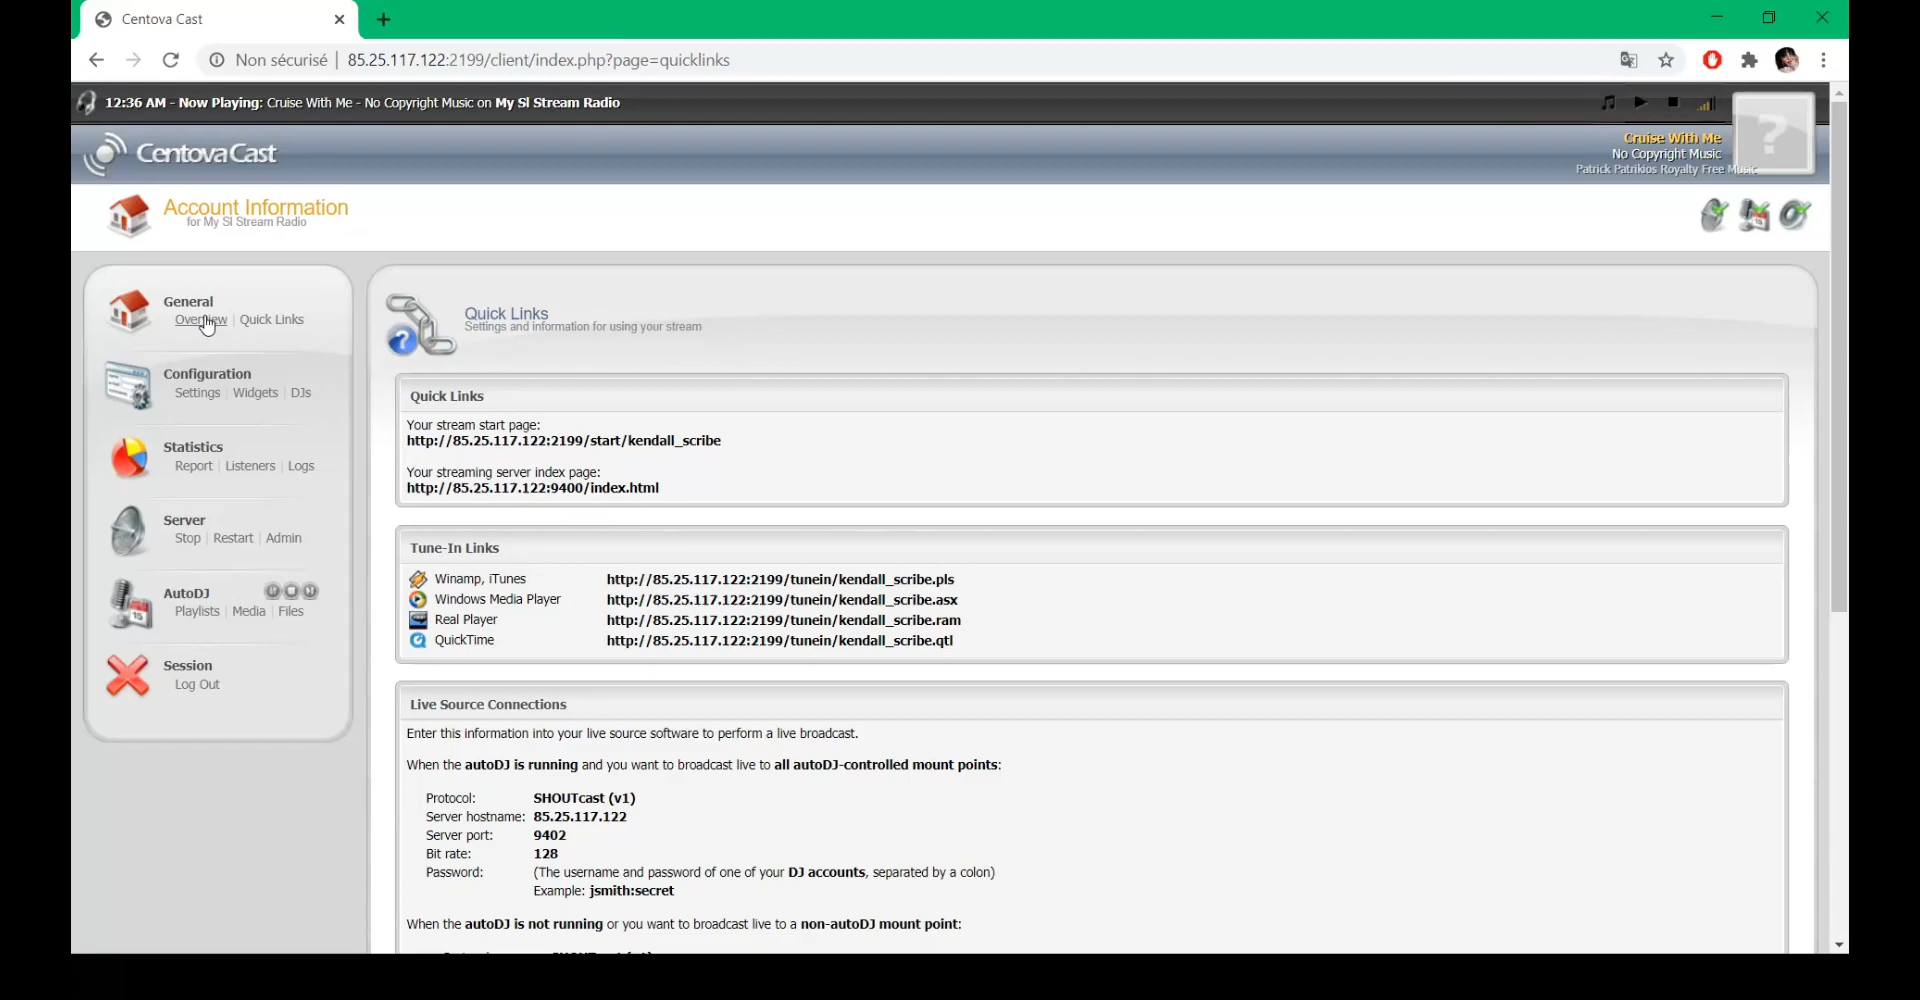 Centova Cast
Non sécurisé | 85.25.117.122:2199/client/index.php?page=quicklinks
12:36 AM - Now Playing: Cruise With Me - No Copyright Music on My Sl Stream Radio
CentovaCast
Cruise With Me
No Copyright Music
Patrick Patrikios Royalty Free Music
Account Information
for My Sl Stream Radio
General
Overview | Quick Links
Configuration
Settings | Widgets | DJs
Statistics
Report | Listeners | Logs
Server
Stop | Restart | Admin
AutoDJ
Playlists | Media | Files
Session
Log Out
Quick Links
Settings and information for using your stream
Quick Links
Your stream start page:
http://85.25.117.122:2199/start/kendall_scribe
Your streaming server index page:
http://85.25.117.122:9400/index.html
Tune-In Links
Winamp, iTunes http://85.25.117.122:2199/tunein/kendall_scribe.pls
Windows Media Player http://85.25.117.122:2199/tunein/kendall_scribe.asx
Real Player http://85.25.117.122:2199/tunein/kendall_scribe.ram
QuickTime http://85.25.117.122:2199/tunein/kendall_scribe.qtl
Live Source Connections
Enter this information into your live source software to perform a live broadcast.
When the autoDJ is running and you want to broadcast live to all autoDJ-controlled mount points:
Protocol: SHOUTcast (v1)
Server hostname: 85.25.117.122
Server port: 9402
Bit rate: 128
Password: (The username and password of one of your DJ accounts, separated by a colon)
Example: jsmith:secret
When the autoDJ is not running or you want to broadcast live to a non-autoDJ mount point: